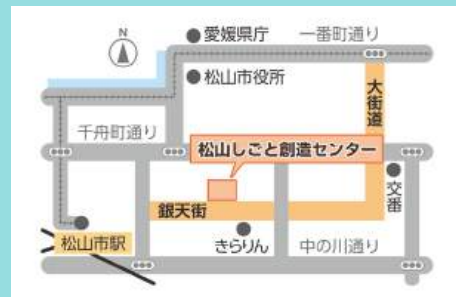 N
愛媛県庁
一番町通り
松山市役所
大街道
千舟町通り
松山しごと創造センター
交番
銀天街
松山市駅
きらりん
中の川通り